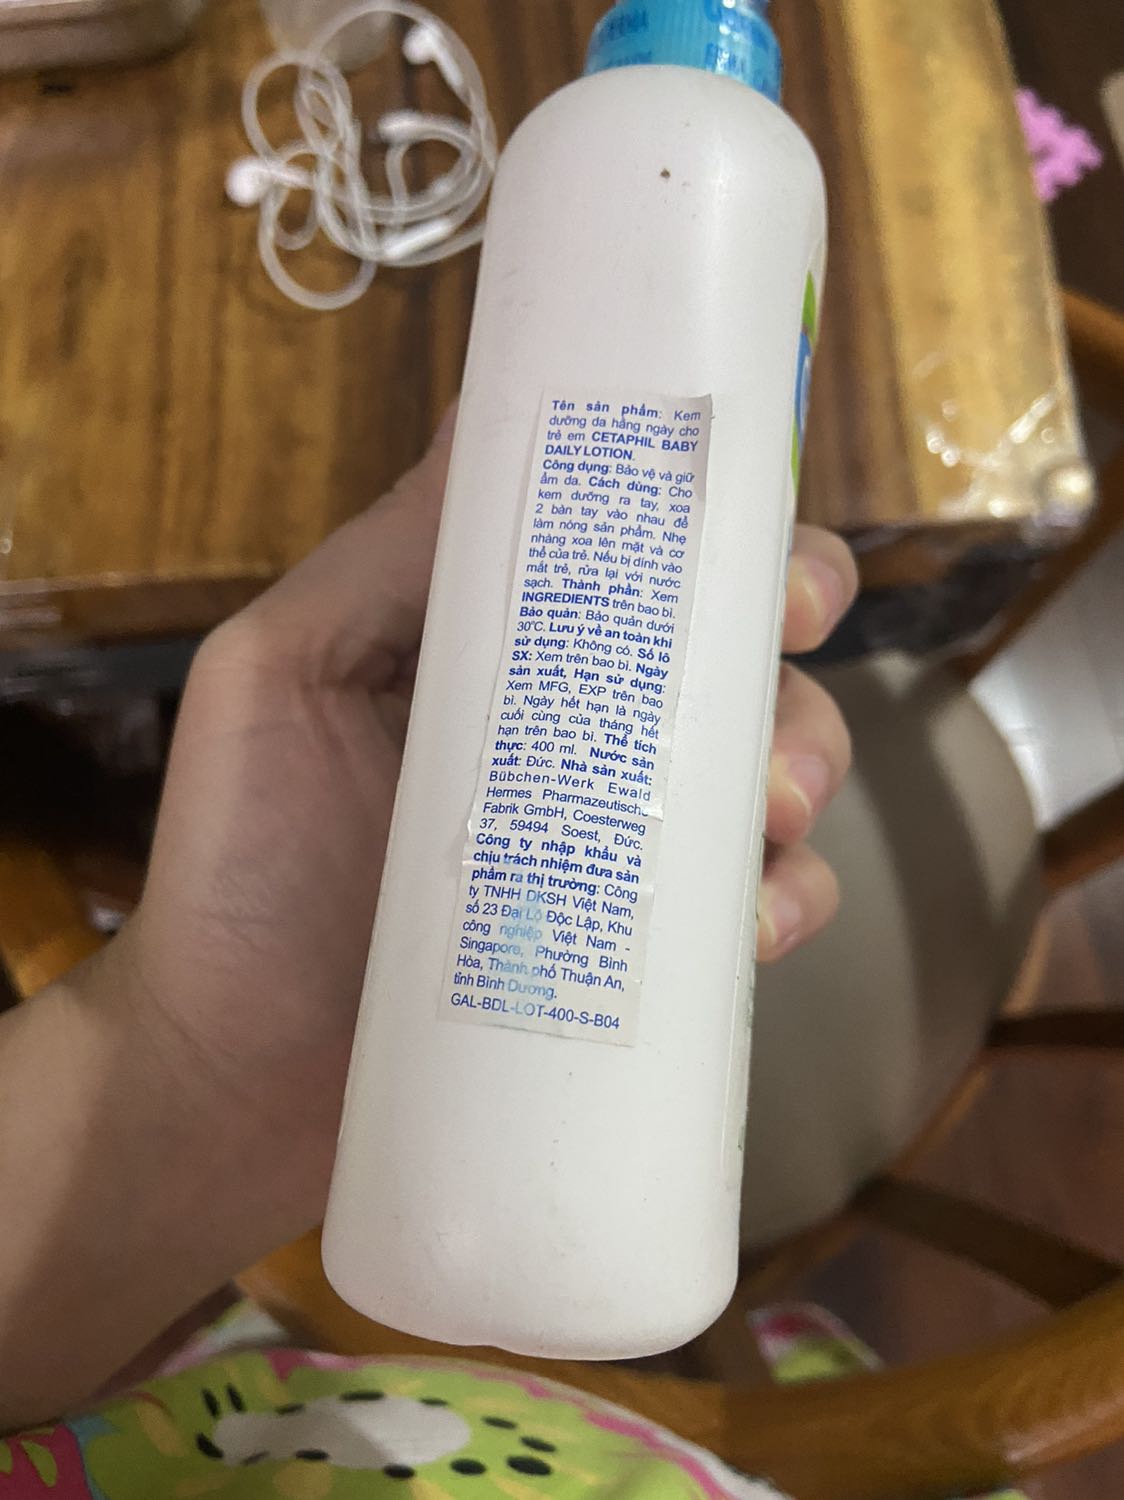 Tên sản phẩm: Kem
dưỡng da hằng ngày cho
trẻ em CETAPHIL BABY
DAILY LOTION.
Công dụng: Bảo vệ và giữ
ẩm da. Cách dùng: Cho
kem dưỡng ra tay, xoa
2 bàn tay vào nhau để
làm nóng sản phẩm. Nhẹ
nhàng xoa lên mặt và cơ
thể của trẻ. Nếu bị dính vào
mắt trẻ, rửa lại với nước
sạch. Thành phần: Xem
INGREDIENTS trên bao bì.
Bảo quản: Bảo quản dưới
30°C. Lưu ý về an toàn khi
sử dụng: Không có. Số lô
SX: Xem trên bao bì. Ngày
sản xuất, Hạn sử dụng:
Xem MFG, EXP trên bao
bì. Ngày hết hạn là ngày
cuối cùng của tháng hết
hạn trên bao bì. Thể tích
thực: 400 ml. Nước sản
xuất: Đức. Nhà sản xuất:
Bübchen-Werk Ewald
Hermes Pharmazeutische
Fabrik GmbH, Coesterweg
37, 59494 Soest, Đức.
Công ty nhập khẩu và
chịu trách nhiệm đưa sản
phẩm ra thị trường: Công
ty TNHH DKSH Việt Nam,
số 23 Đại Lộ Độc Lập, Khu
công nghiệp Việt Nam -
Singapore, Phường Bình
Hòa, Thành phố Thuận An,
tỉnh Bình Dương.
GAL-BDL-LOT-400-S-B04